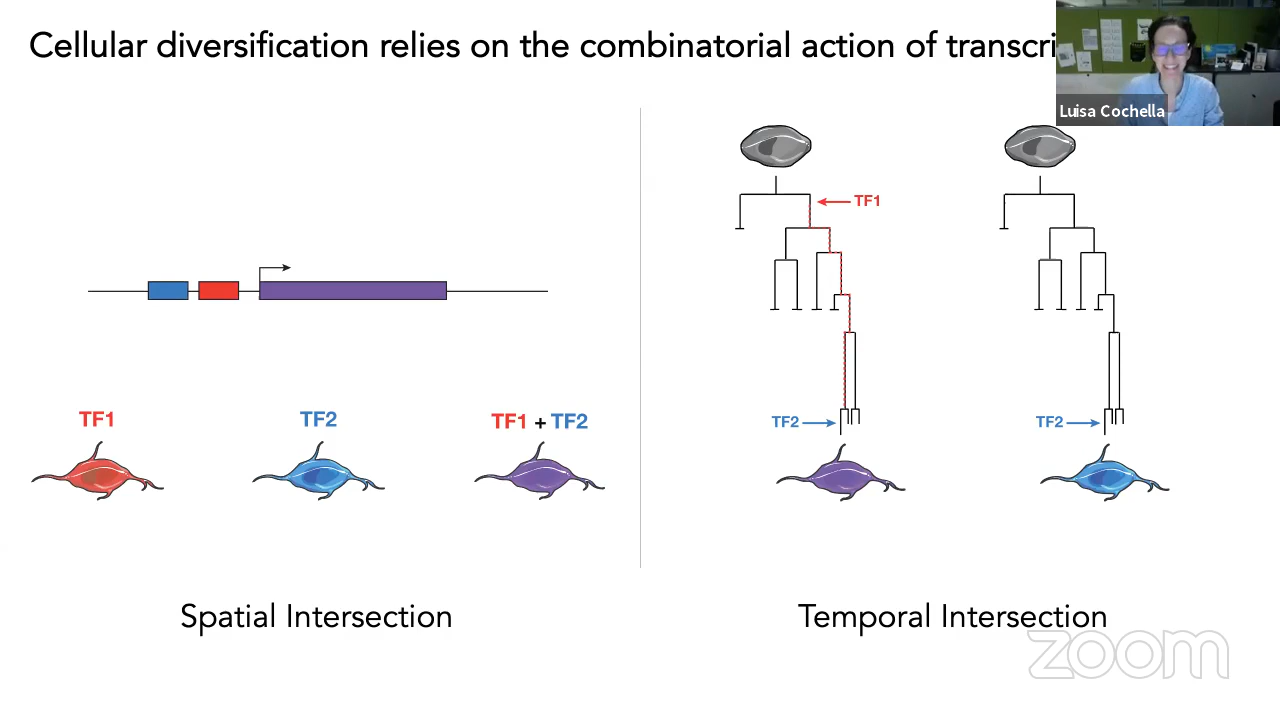 Cellular diversification relies on the combinatorial action of
Luisa Cochella
TF1
TF1
TF2
TF1 + TF2
TF2
TF2
Spatial Intersection
Temporal Intersection
zoom